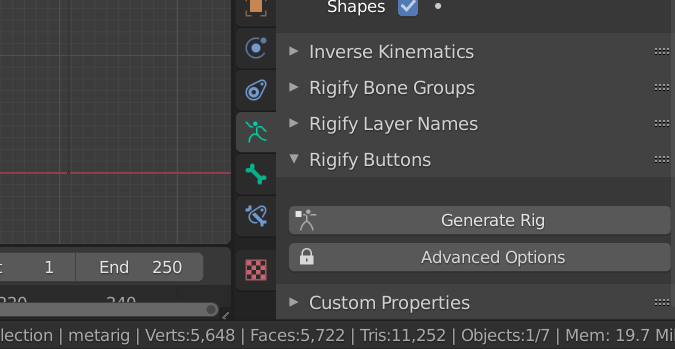 Shapes
Inverse Kinematics
Rigify Bone Groups
Rigify Layer Names
Rigify Buttons
Generate Rig
Advanced Options
1 End 250
240
Custom Properties
| metarig | Verts:5,648 | Faces:5,722 | Tris:11,252 | Objects:1/7 | Mem: 19.7